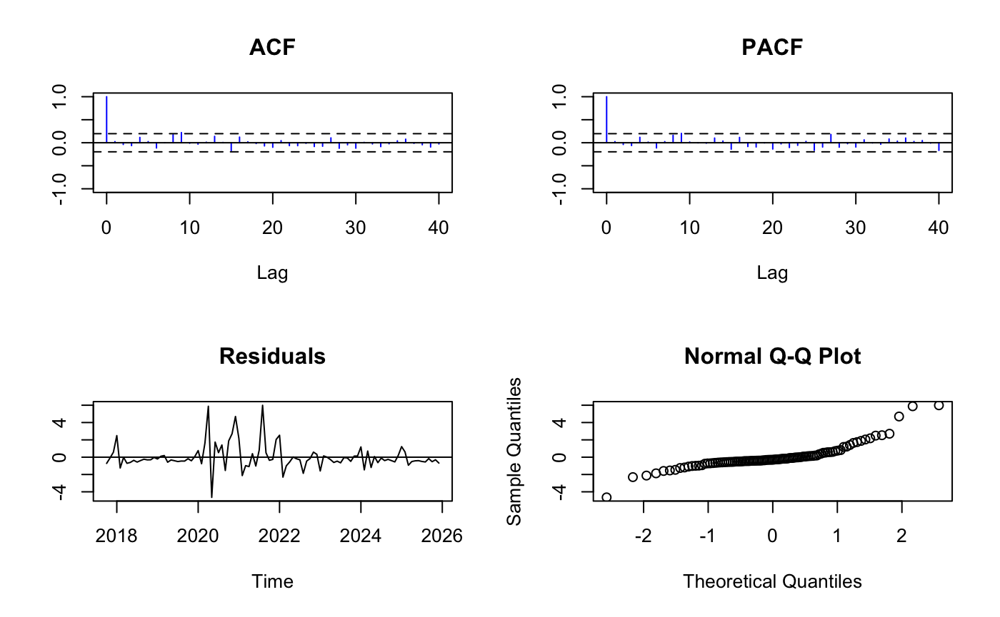 ACF
1.0
0.0
-1.0
0 10 20 30 40
Lag
PACF
1.0
0.0
-1.0
0 10 20 30 40
Lag
Residuals
4
0
-4
2018 2020 2022 2024 2026
Time
Normal Q-Q Plot
Sample Quantiles
4
0
-4
-2 -1 0 1 2
Theoretical Quantiles